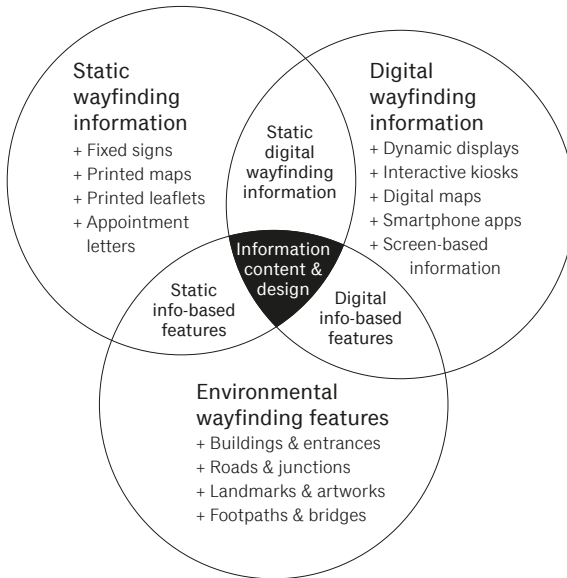 Static
wayfinding
information
+ Fixed signs
+ Printed maps
+ Printed leaflets
+ Appointment
letters
Digital
wayfinding
information
+ Dynamic displays
+ Interactive kiosks
+ Digital maps
+ Smartphone apps
+ Screen-based
information
Static
digital
wayfinding
information
Information
content &
design
Static
info-based
features
Digital
info-based
features
Environmental
wayfinding features
+ Buildings & entrances
+ Roads & junctions
+ Landmarks & artworks
+ Footpaths & bridges